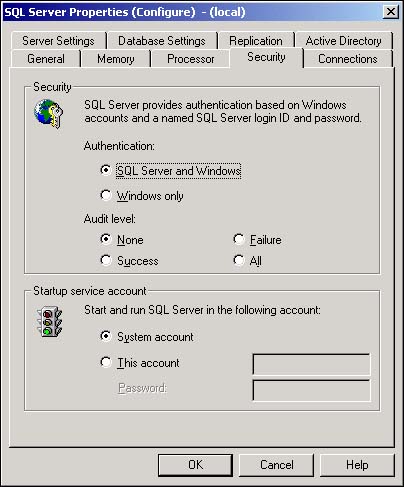 SQL Server Properties (Configure) - (local)
Server Settings Database Settings Replication Active Directory
General Memory Processor Security Connections
Security
SQL Server provides authentication based on Windows
accounts and a named SQL Server login ID and password.
Authentication:
SQL Server and Windows
Windows only
Audit level:
None Failure
Success All
Startup service account
Start and run SQL Server in the following account:
System account
This account
Password:
OK Cancel Help